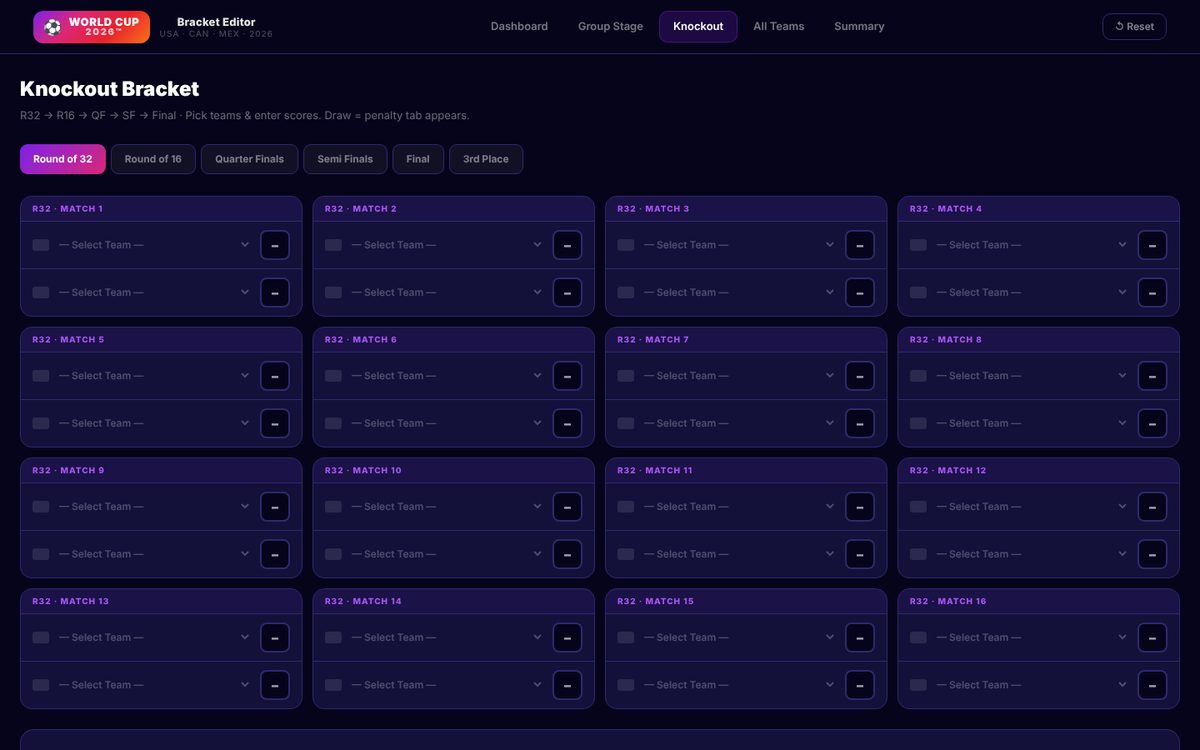 WORLD CUP
2026™
Bracket Editor
USA · CAN · MEX · 2026
Dashboard
Group Stage
Knockout
All Teams
Summary
↺ Reset
Knockout Bracket
R32 → R16 → QF → SF → Final · Pick teams & enter scores. Draw = penalty tab appears.
Round of 32
Round of 16
Quarter Finals
Semi Finals
Final
3rd Place
R32 · MATCH 1
— Select Team — –
— Select Team — –
R32 · MATCH 2
— Select Team — –
— Select Team — –
R32 · MATCH 3
— Select Team — –
— Select Team — –
R32 · MATCH 4
— Select Team — –
— Select Team — –
R32 · MATCH 5
— Select Team — –
— Select Team — –
R32 · MATCH 6
— Select Team — –
— Select Team — –
R32 · MATCH 7
— Select Team — –
— Select Team — –
R32 · MATCH 8
— Select Team — –
— Select Team — –
R32 · MATCH 9
— Select Team — –
— Select Team — –
R32 · MATCH 10
— Select Team — –
— Select Team — –
R32 · MATCH 11
— Select Team — –
— Select Team — –
R32 · MATCH 12
— Select Team — –
— Select Team — –
R32 · MATCH 13
— Select Team — –
— Select Team — –
R32 · MATCH 14
— Select Team — –
— Select Team — –
R32 · MATCH 15
— Select Team — –
— Select Team — –
R32 · MATCH 16
— Select Team — –
— Select Team — –